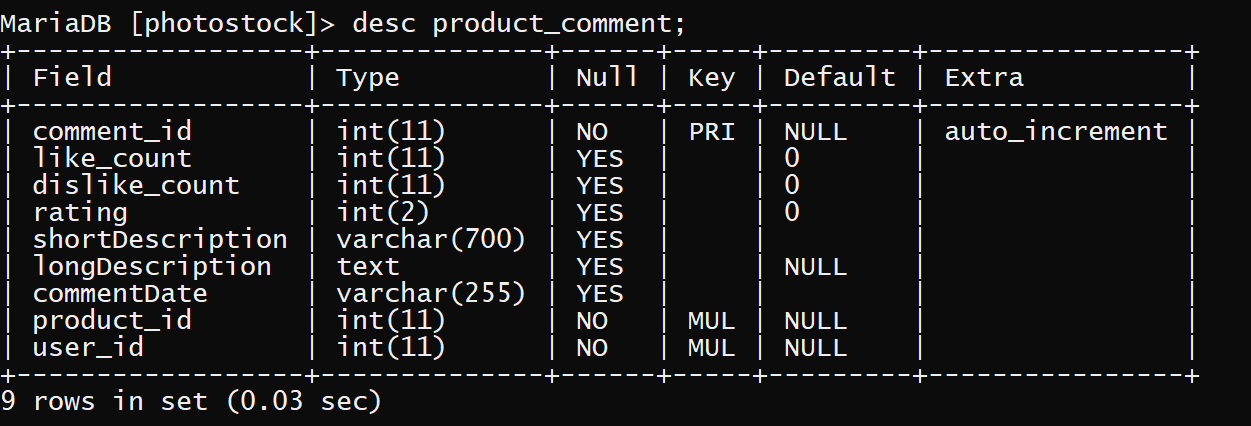 MariaDB [photostock]> desc product_comment;
+------------------+--------------+------+-----+---------+----------------+
| Field            | Type         | Null | Key | Default | Extra          |
+------------------+--------------+------+-----+---------+----------------+
| comment_id       | int(11)      | NO   | PRI | NULL    | auto_increment |
| like_count       | int(11)      | YES  |     | 0       |                |
| dislike_count    | int(11)      | YES  |     | 0       |                |
| rating           | int(2)       | YES  |     | 0       |                |
| shortDescription | varchar(700) | YES  |     |         |                |
| longDescription  | text         | YES  |     | NULL    |                |
| commentDate      | varchar(255) | YES  |     |         |                |
| product_id       | int(11)      | NO   | MUL | NULL    |                |
| user_id          | int(11)      | NO   | MUL | NULL    |                |
+------------------+--------------+------+-----+---------+----------------+
9 rows in set (0.03 sec)